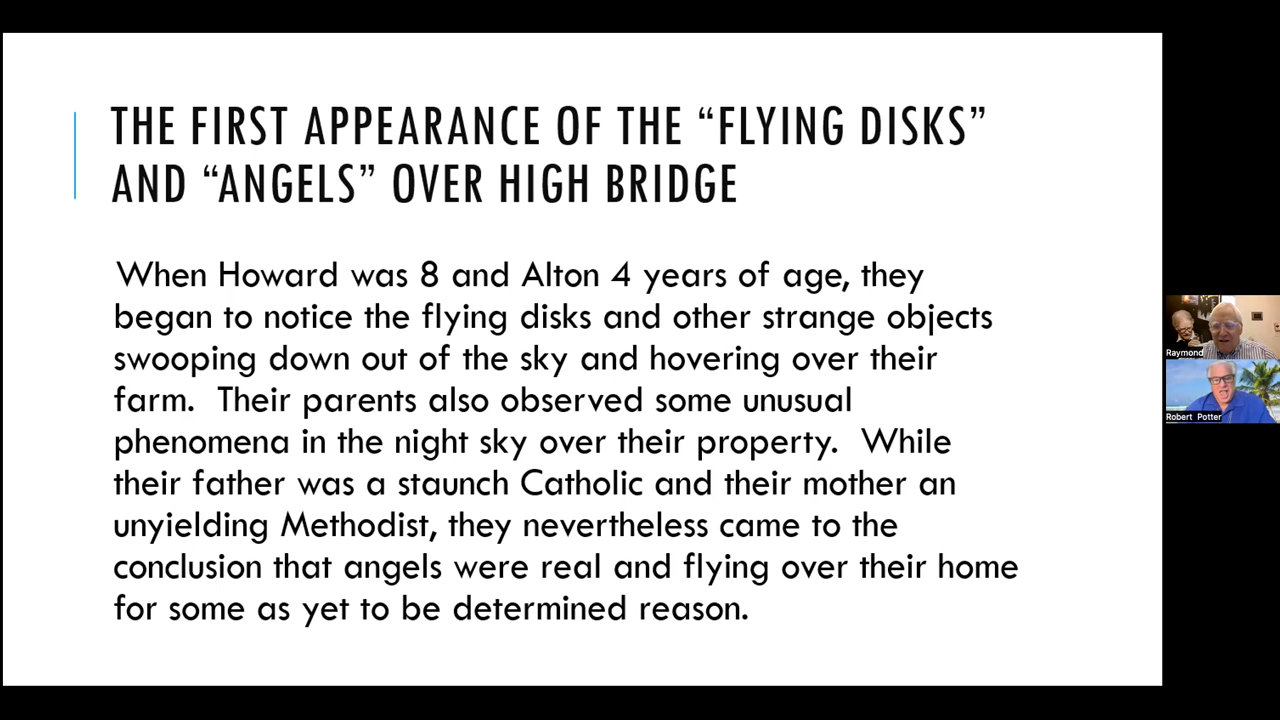 THE FIRST APPEARANCE OF THE “FLYING DISKS”
AND “ANGELS” OVER HIGH BRIDGE
When Howard was 8 and Alton 4 years of age, they
began to notice the flying disks and other strange objects
swooping down out of the sky and hovering over their
farm.  Their parents also observed some unusual
phenomena in the night sky over their property.  While
their father was a staunch Catholic and their mother an
unyielding Methodist, they nevertheless came to the
conclusion that angels were real and flying over their home
for some as yet to be determined reason.
Raymond
Robert Potter